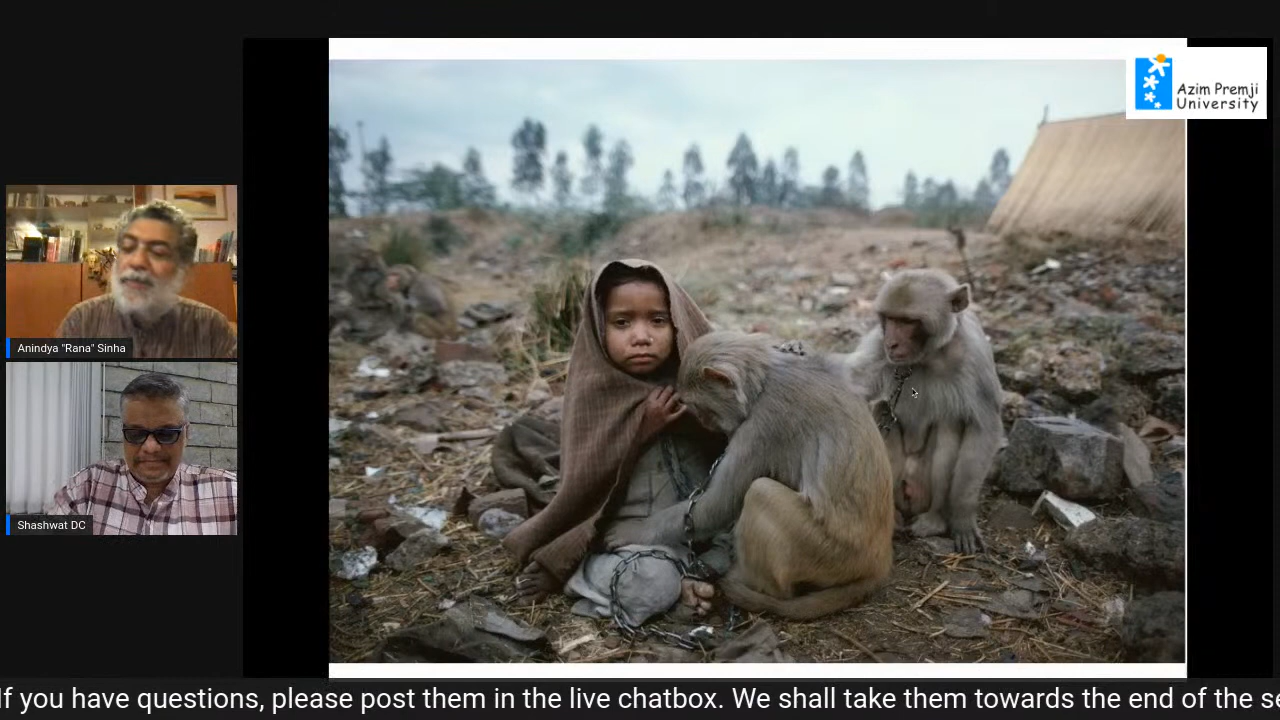 Azim Premji
University
Anindya "Rana" Sinha
Shashwat DC
If you have questions, please post them in the live chatbox. We shall take them towards the end of the s